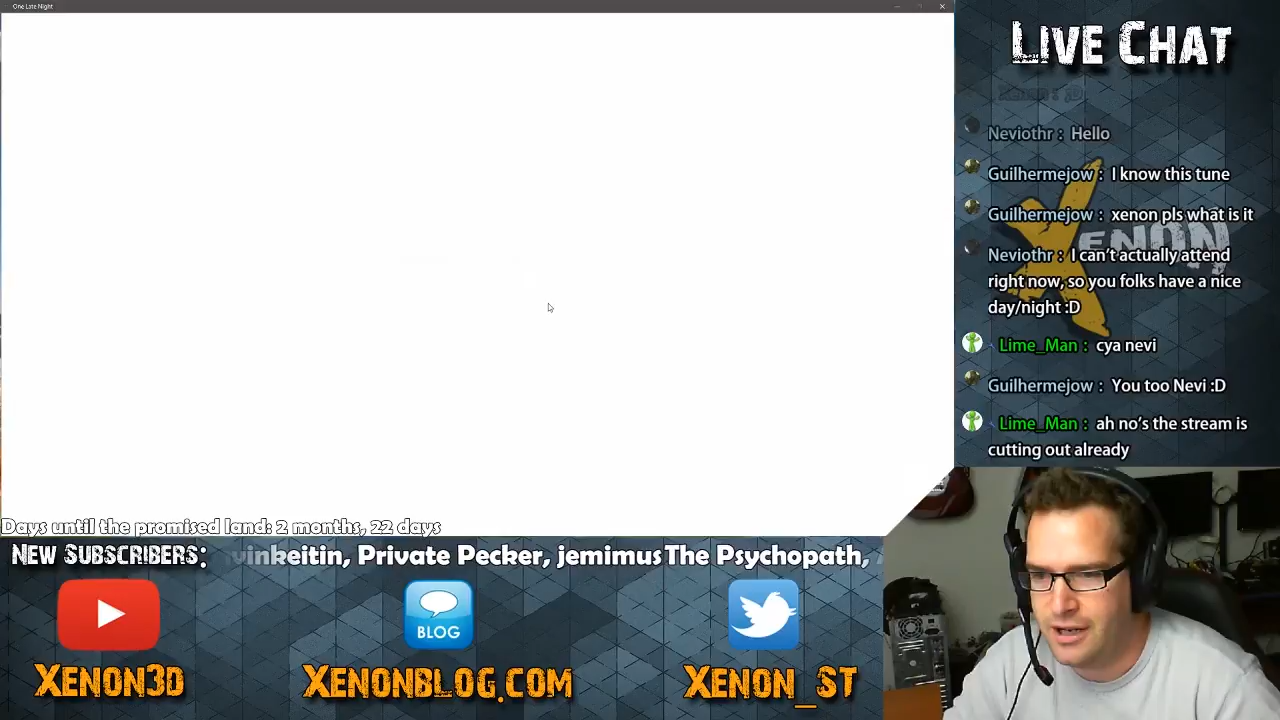 One Late Night
LIVE CHAT
Xenon : ;D
Neviothr : Hello
Guilhermejow : I know this tune
Guilhermejow : xenon pls what is it
Neviothr : I can't actually attend
right now, so you folks have a nice
day/night :D
Lime_Man : cya nevi
Guilhermejow : You too Nevi :D
Lime_Man : ah no's the stream is
cutting out already
XENON
Days until the promised land: 2 months, 22 days
NEW SUBSCRIBERS: vinkeitin, Private Pecker, jemimus The Psychopath,
BLOG
XENON3D
XENONBLOG.COM
XENON_ST